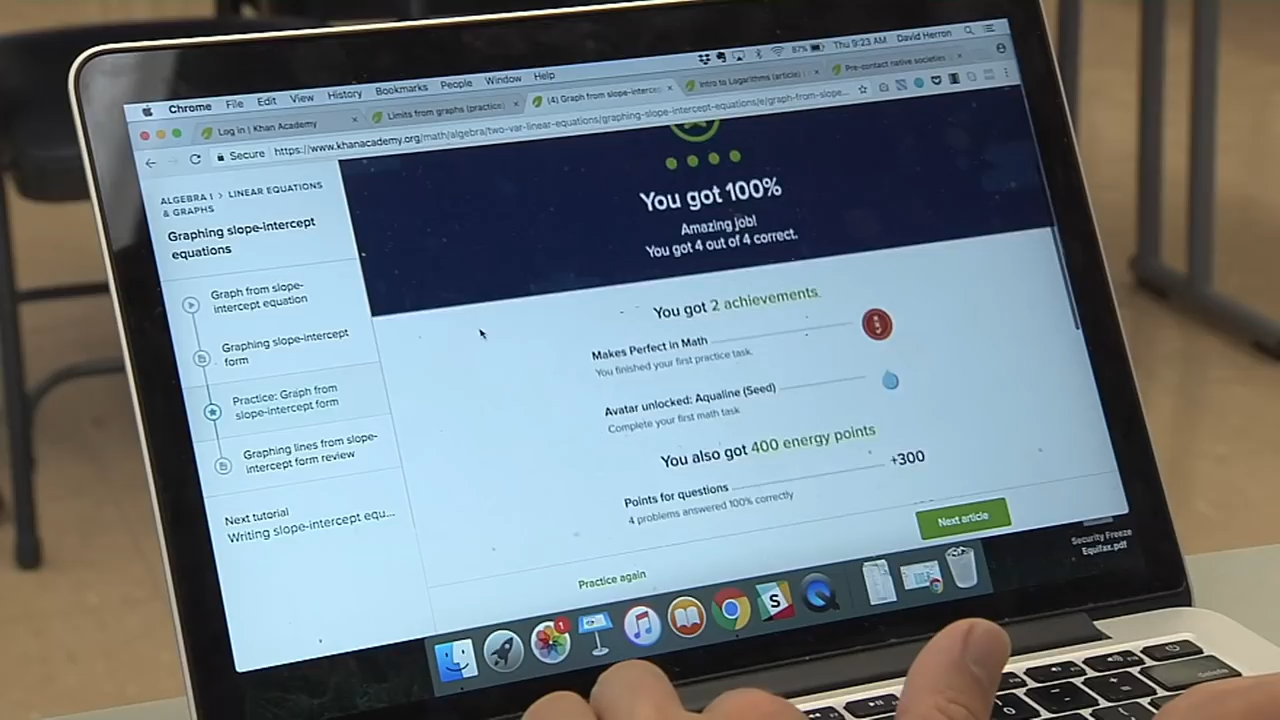 Chrome File Edit View History Bookmarks People Window Help 87% Thu 9:23 AM David Herron
Log in | Khan Academy
Limits from graphs (practice)
(4) Graph from slope-interce
Intro to Logarithms (article)
Pre-contact native societies
Secure https://www.khanacademy.org/math/algebra/two-var-linear-equations/graphing-slope-intercept-equations/e/graph-from-slope...
ALGEBRA I > LINEAR EQUATIONS
& GRAPHS
Graphing slope-intercept
equations
Graph from slope-
intercept equation
Graphing slope-intercept
form
Practice: Graph from
slope-intercept form
Graphing lines from slope-
intercept form review
Next tutorial
Writing slope-intercept equ...
You got 100%
Amazing job!
You got 4 out of 4 correct.
You got 2 achievements
Makes Perfect in Math
You finished your first practice task.
Avatar unlocked: Aqualine (Seed)
Complete your first math task
You also got 400 energy points
Points for questions +300
4 problems answered 100% correctly
Practice again
Next article
Security Freeze
Equifax.pdf
1
S
delete